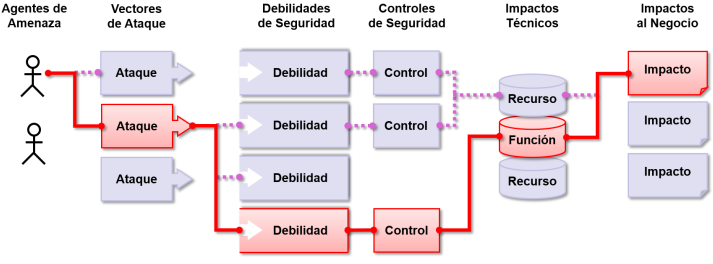 Agentes de
Amenaza
Vectores
de Ataque
Debilidades
de Seguridad
Controles
de Seguridad
Impactos
Técnicos
Impactos
al Negocio
Ataque
Debilidad
Control
Impacto
Recurso
Ataque
Debilidad
Control
Impacto
Función
Ataque
Debilidad
Impacto
Recurso
Debilidad
Control